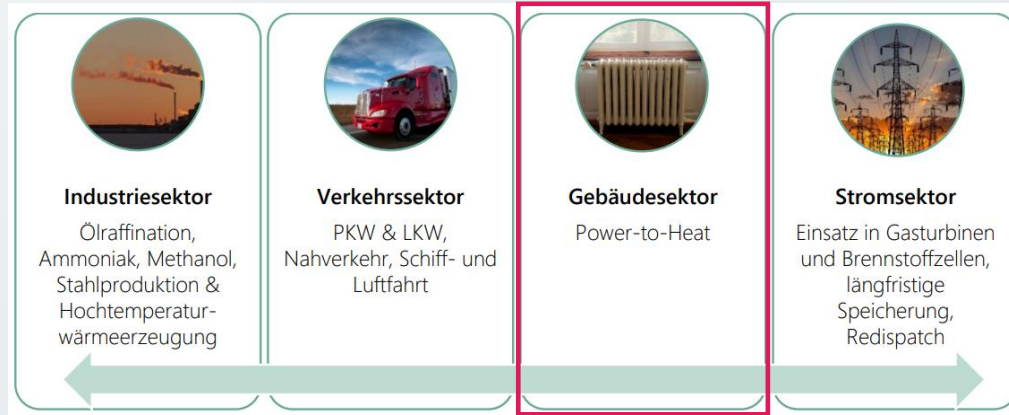 Industriesektor
Ölraffination,
Ammoniak, Methanol,
Stahlproduktion &
Hochtemperatur-
wärmeerzeugung
Verkehrssektor
PKW & LKW,
Nahverkehr, Schiff- und
Luftfahrt
Gebäudesektor
Power-to-Heat
Stromsektor
Einsatz in Gasturbinen
und Brennstoffzellen,
längfristige
Speicherung,
Redispatch